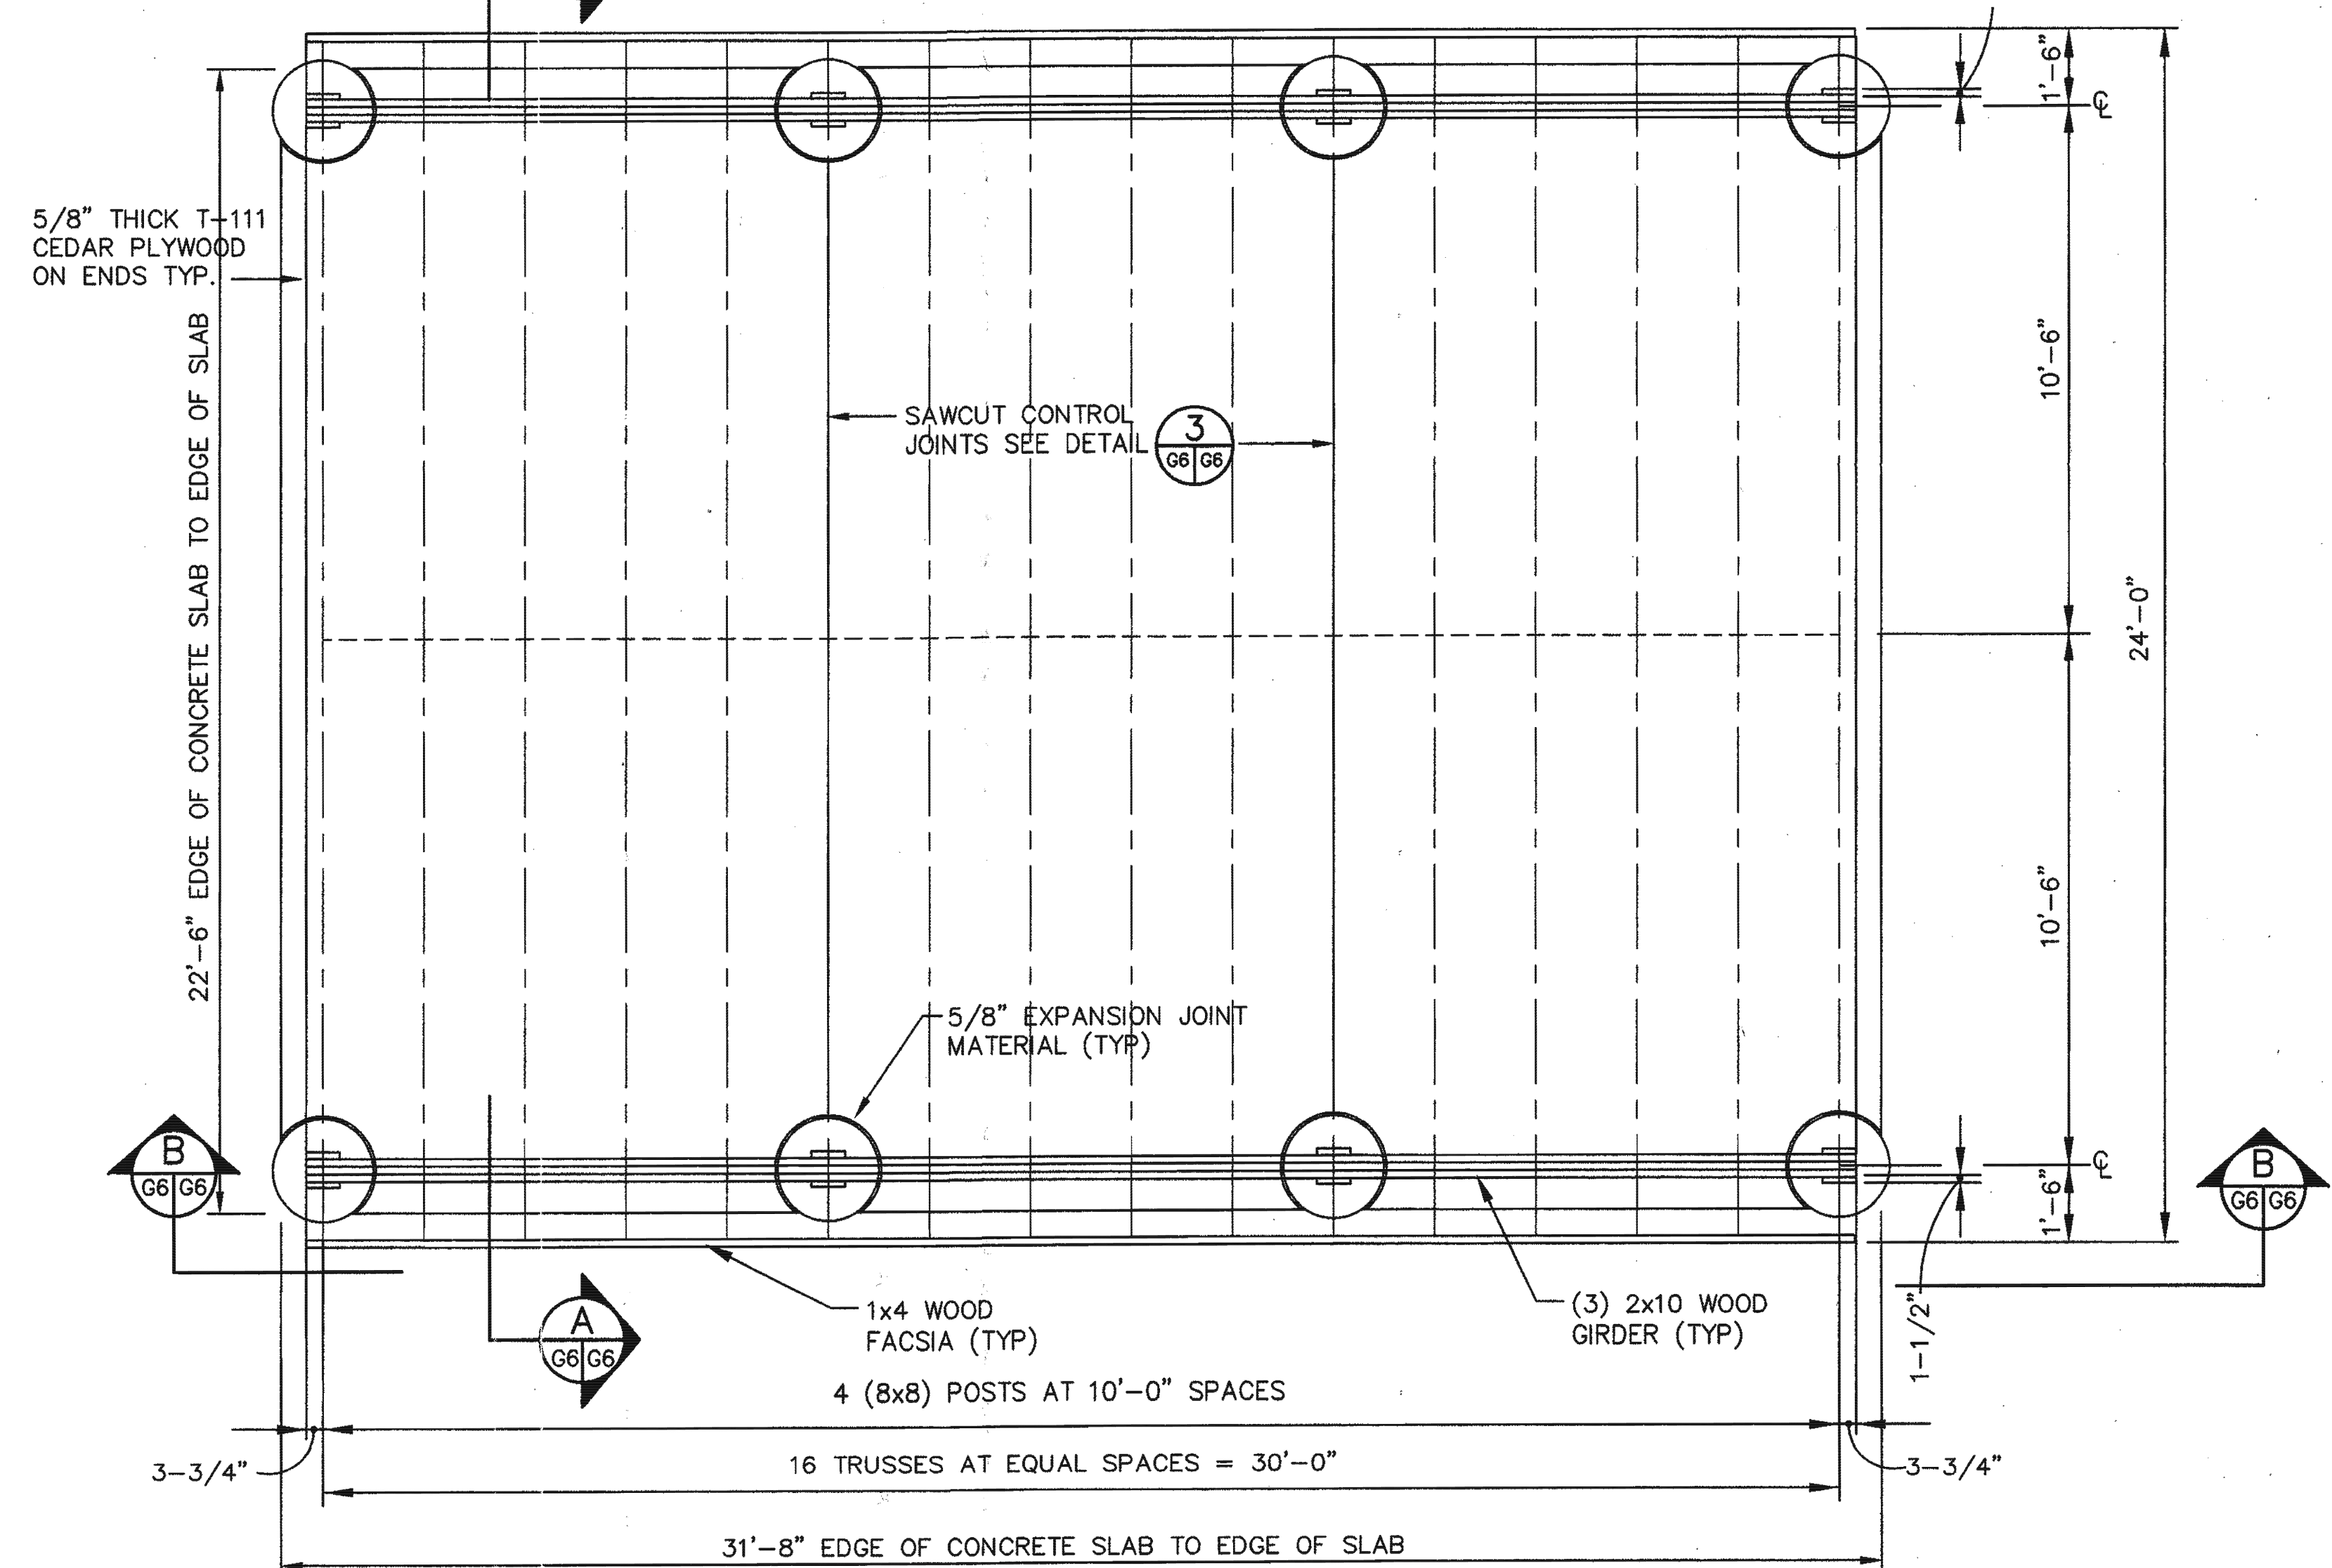 1'-6"
℄
5/8" THICK T-111
CEDAR PLYWOOD
ON ENDS TYP.
22'-6" EDGE OF CONCRETE SLAB TO EDGE OF SLAB
10'-6"
SAWCUT CONTROL
JOINTS SEE DETAIL
3
G6 G6
24'-0"
10'-6"
5/8" EXPANSION JOINT
MATERIAL (TYP)
B
G6 G6
℄
1'-6"
B
G6 G6
1-1/2"
1x4 WOOD
FACSIA (TYP)
(3) 2x10 WOOD
GIRDER (TYP)
A
G6 G6
4 (8x8) POSTS AT 10'-0" SPACES
3-3/4"
16 TRUSSES AT EQUAL SPACES = 30'-0"
3-3/4"
31'-8" EDGE OF CONCRETE SLAB TO EDGE OF SLAB